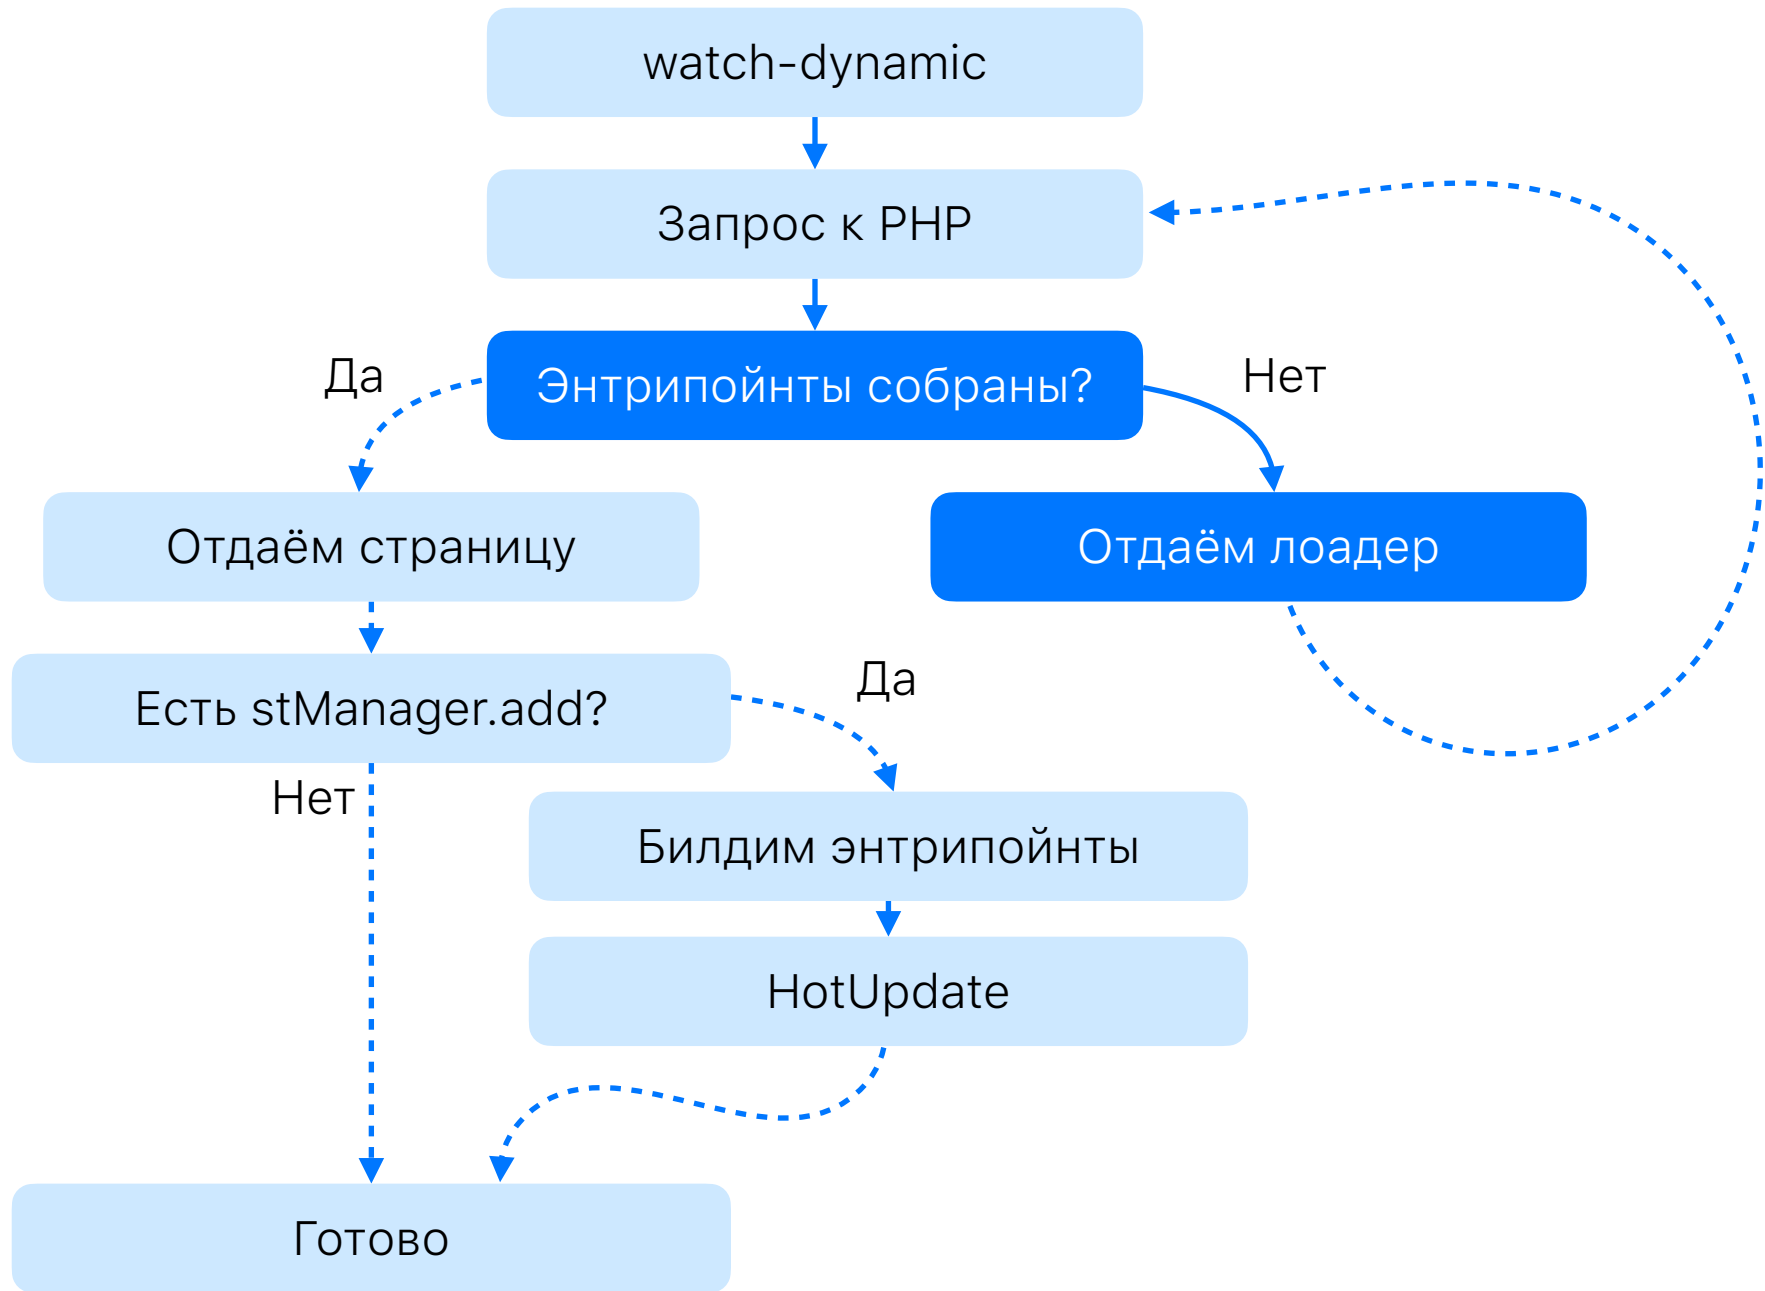 watch-dynamic
Запрос к PHP
Энтрипойнты собраны?
Да
Нет
Отдаём страницу
Отдаём лоадер
Есть stManager.add?
Да
Нет
Билдим энтрипойнты
HotUpdate
Готово